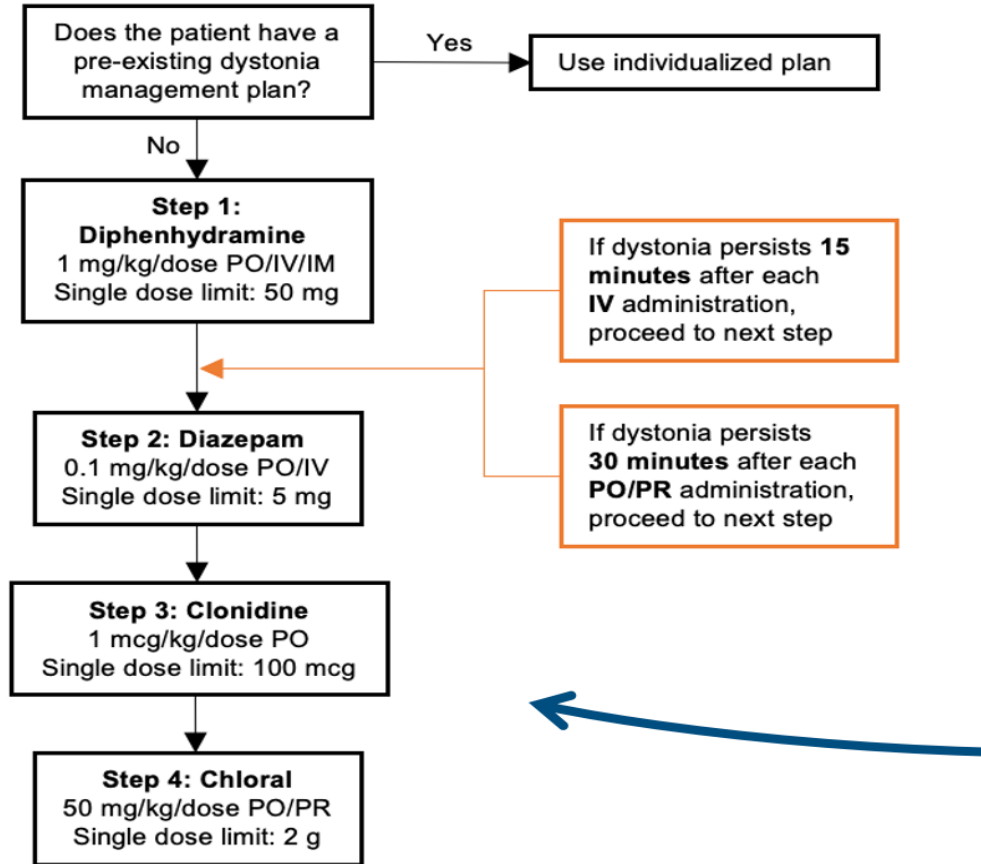 Does the patient have a
pre-existing dystonia
management plan?
Yes
Use individualized plan
No
Step 1:
Diphenhydramine
1 mg/kg/dose PO/IV/IM
Single dose limit: 50 mg
If dystonia persists 15
minutes after each
IV administration,
proceed to next step
If dystonia persists
30 minutes after each
PO/PR administration,
proceed to next step
Step 2: Diazepam
0.1 mg/kg/dose PO/IV
Single dose limit: 5 mg
Step 3: Clonidine
1 mcg/kg/dose PO
Single dose limit: 100 mcg
Step 4: Chloral
50 mg/kg/dose PO/PR
Single dose limit: 2 g